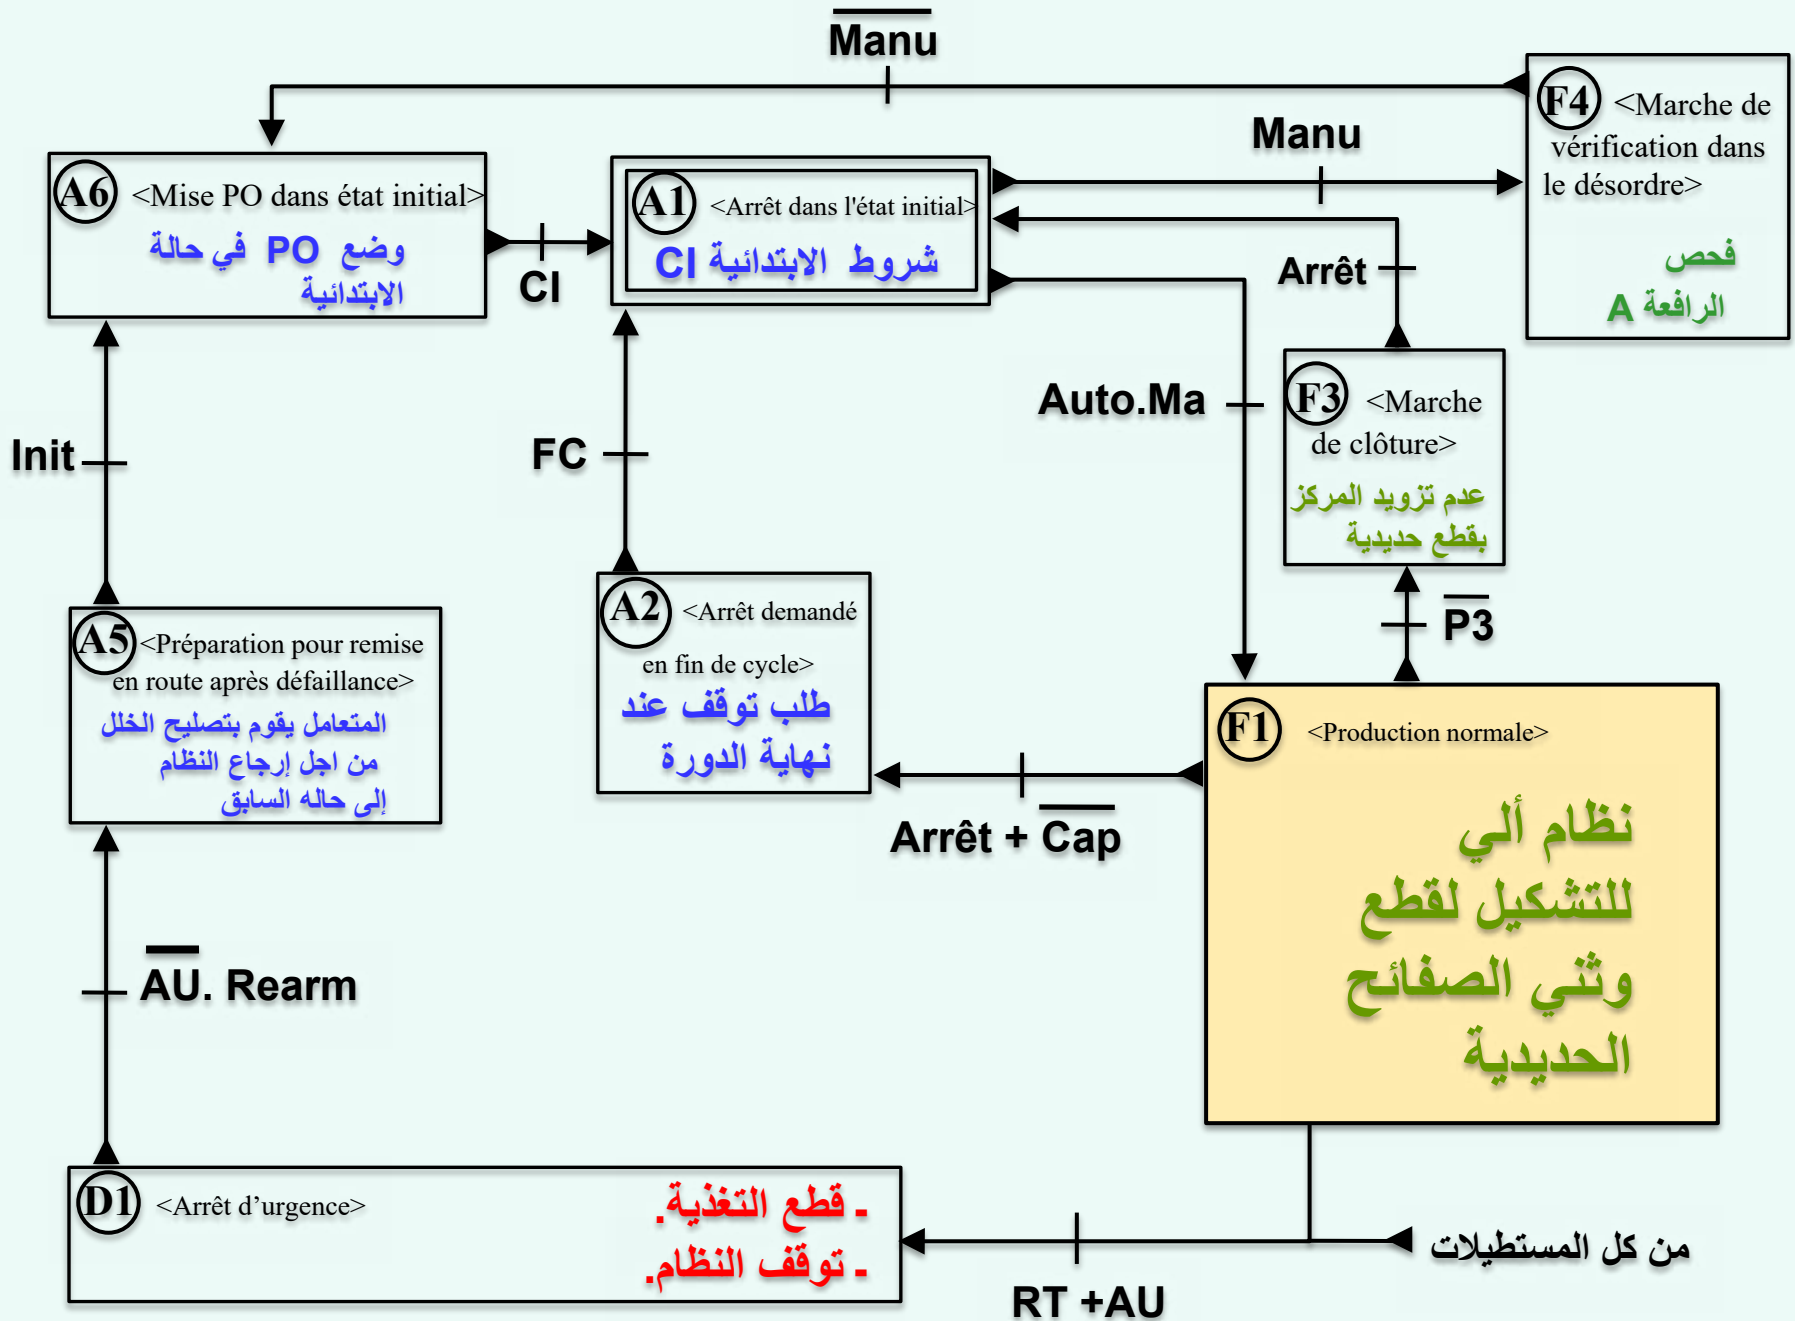 M̅a̅n̅u̅
F4 <Marche de
vérification dans
le désordre>
فحص
الرافعة A
Manu
A6 <Mise PO dans état initial>
وضع PO في حالة
الابتدائية
CI
A1 <Arrêt dans l'état initial>
شروط الابتدائية CI
Arrêt
Auto.Ma
F3 <Marche
de clôture>
عدم تزويد المركز
بقطع حديدية
Init
FC
A2 <Arrêt demandé
en fin de cycle>
طلب توقف عند
نهاية الدورة
P̅3̅
A5 <Préparation pour remise
en route après défaillance>
المتعامل يقوم بتصليح الخلل
من اجل إرجاع النظام
إلى حاله السابق
F1 <Production normale>
نظام ألي
للتشكيل لقطع
وثني الصفائح
الحديدية
Arrêt + C̅a̅p̅
A̅U̅. Rearm
D1 <Arrêt d’urgence>
- قطع التغذية.
- توقف النظام.
من كل المستطيلات
RT +AU